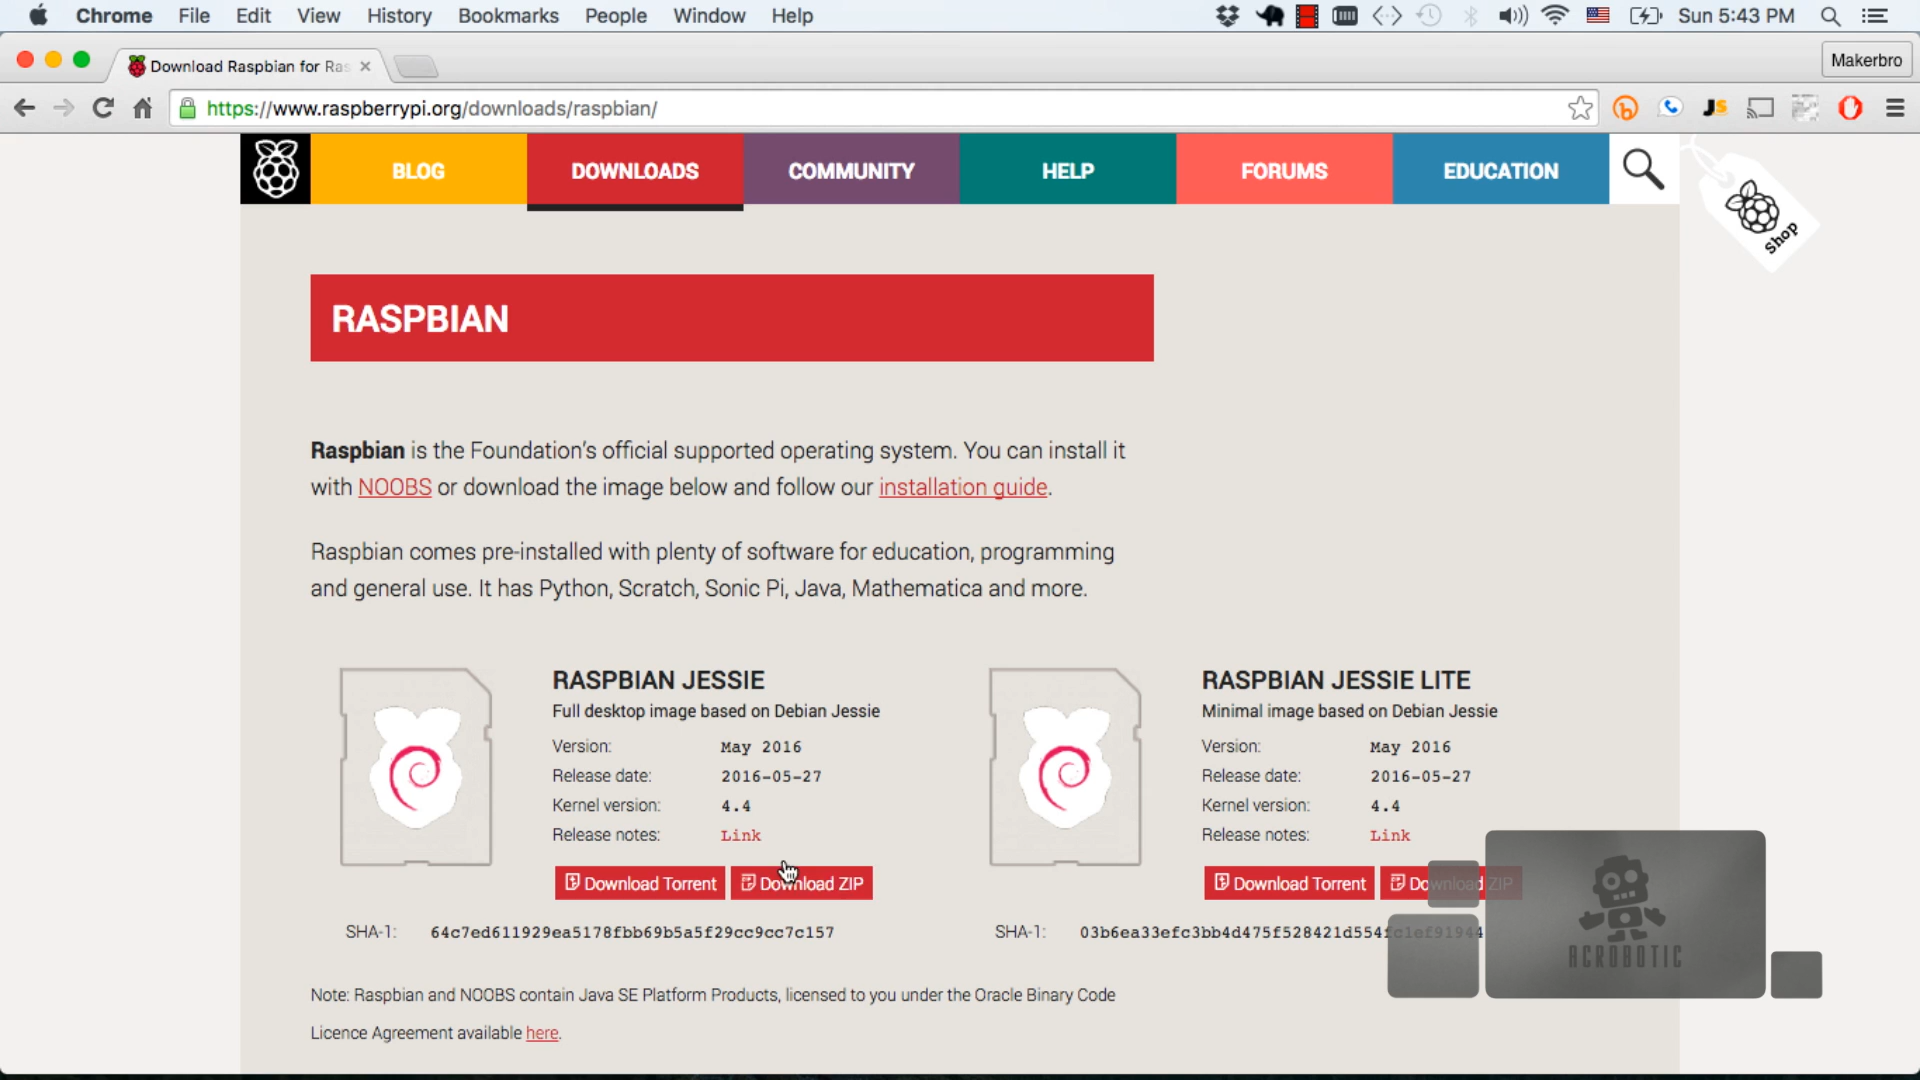 Chrome File Edit View History Bookmarks People Window Help Sun 5:43 PM
Download Raspbian for Ras
Makerbro
https://www.raspberrypi.org/downloads/raspbian/
BLOG DOWNLOADS COMMUNITY HELP FORUMS EDUCATION
Shop
RASPBIAN
Raspbian is the Foundation's official supported operating system. You can install it
with NOOBS or download the image below and follow our installation guide.
Raspbian comes pre-installed with plenty of software for education, programming
and general use. It has Python, Scratch, Sonic Pi, Java, Mathematica and more.
RASPBIAN JESSIE
Full desktop image based on Debian Jessie
Version: May 2016
Release date: 2016-05-27
Kernel version: 4.4
Release notes: Link
Download Torrent Download ZIP
SHA-1: 64c7ed611929ea5178fbb69b5a5f29cc9cc7c157
RASPBIAN JESSIE LITE
Minimal image based on Debian Jessie
Version: May 2016
Release date: 2016-05-27
Kernel version: 4.4
Release notes: Link
Download Torrent Download ZIP
SHA-1: 03b6ea33efc3bb4d475f528421d554fc1ef91944
Note: Raspbian and NOOBS contain Java SE Platform Products, licensed to you under the Oracle Binary Code
Licence Agreement available here.
ACROBOTIC